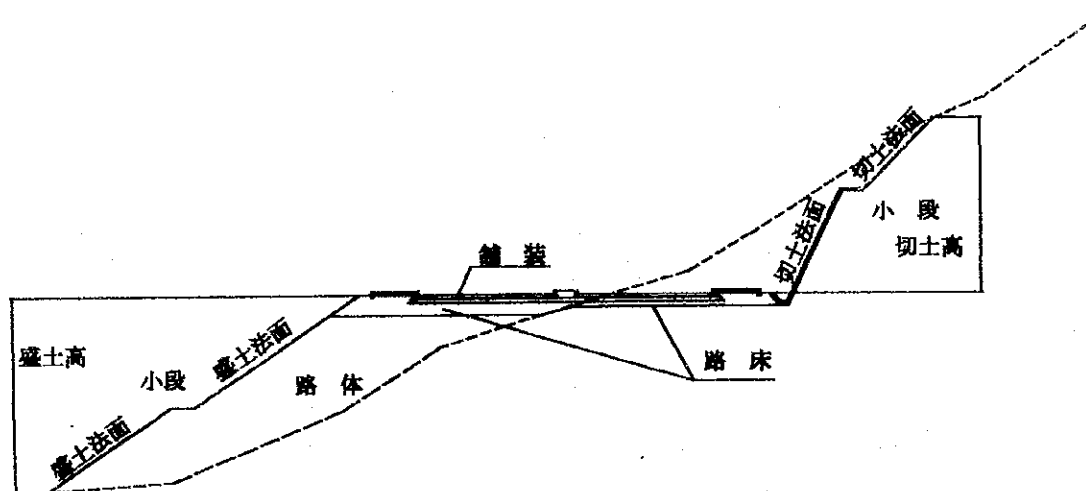 切土法面
小 段
切土高
切土法面
舗 装
盛土高
小段
盛土法面
路 体
路 床
盛土法面